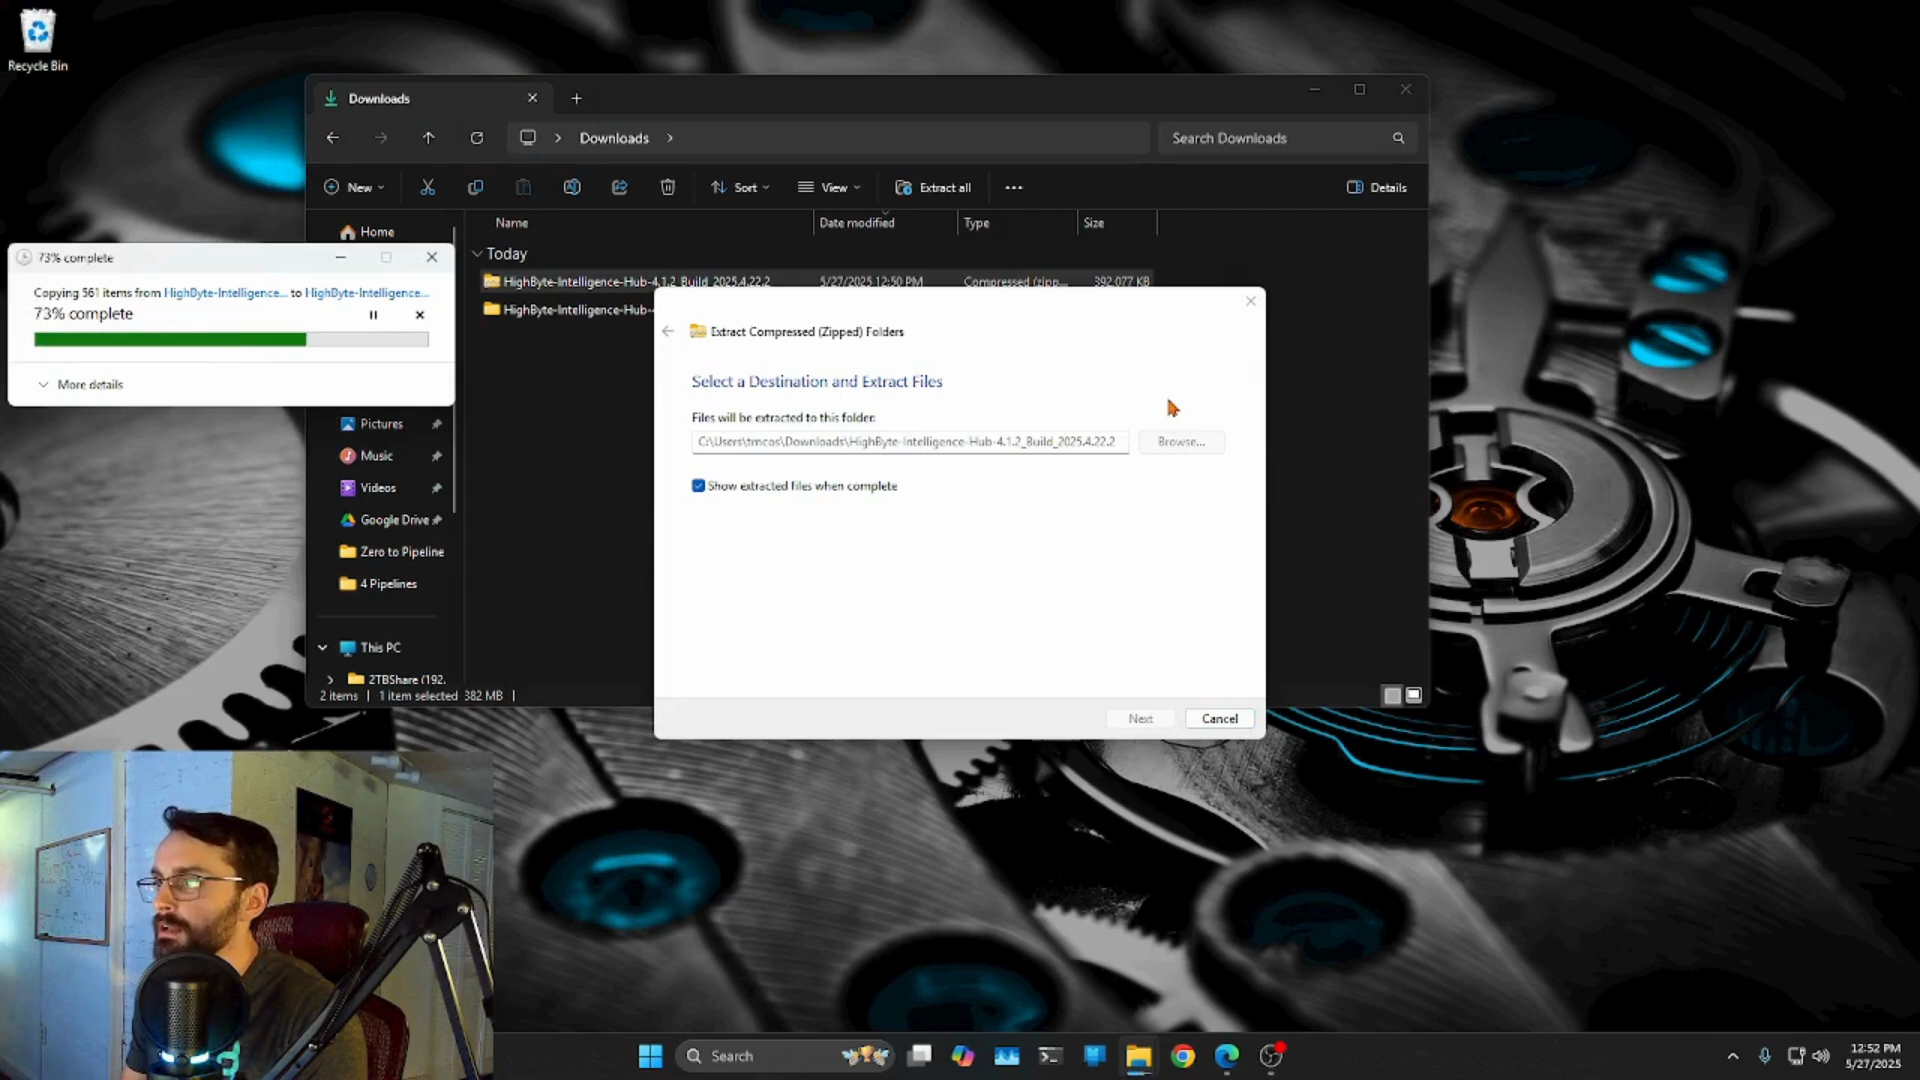 Recycle Bin
Downloads
Downloads
Search Downloads
New
Sort
View
Extract all
Details
Name
Date modified
Type
Size
Home
Today
HighByte-Intelligence-Hub-4.1.2_Build_2025.4.22.2
5/27/2025 12:50 PM
Compressed (zipp...
392,077 KB
HighByte-Intelligence-Hub-
73% complete
Copying 561 items from HighByte-Intelligence... to HighByte-Intelligence...
73% complete
More details
Pictures
Music
Videos
Google Drive
Zero to Pipeline
4 Pipelines
This PC
2TBShare (192.
2 items
1 item selected
382 MB
Extract Compressed (Zipped) Folders
Select a Destination and Extract Files
Files will be extracted to this folder:
C:\Users\tmcos\Downloads\HighByte-Intelligence-Hub-4.1.2_Build_2025.4.22.2
Browse...
Show extracted files when complete
Next
Cancel
Search
12:52 PM
5/27/2025